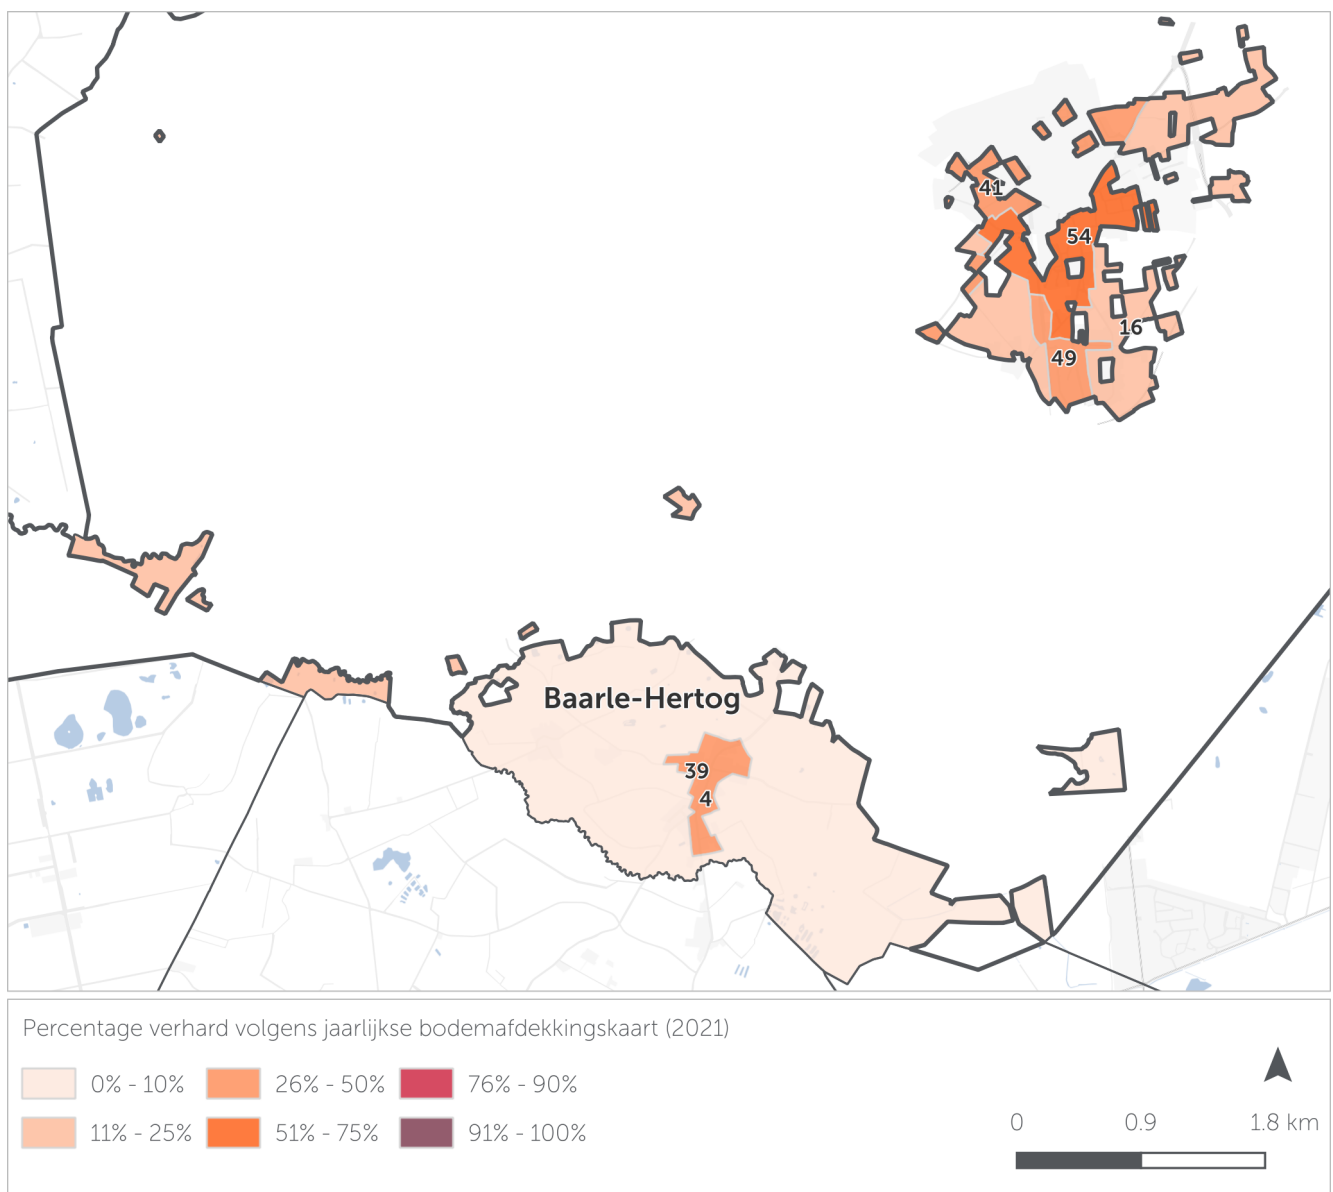 41
54
16
49
Baarle-Hertog
39
4
Percentage verhard volgens jaarlijkse bodemafdekkingskaart (2021)
0% - 10% 26% - 50% 76% - 90%
11% - 25% 51% - 75% 91% - 100%
0 0.9 1.8 km